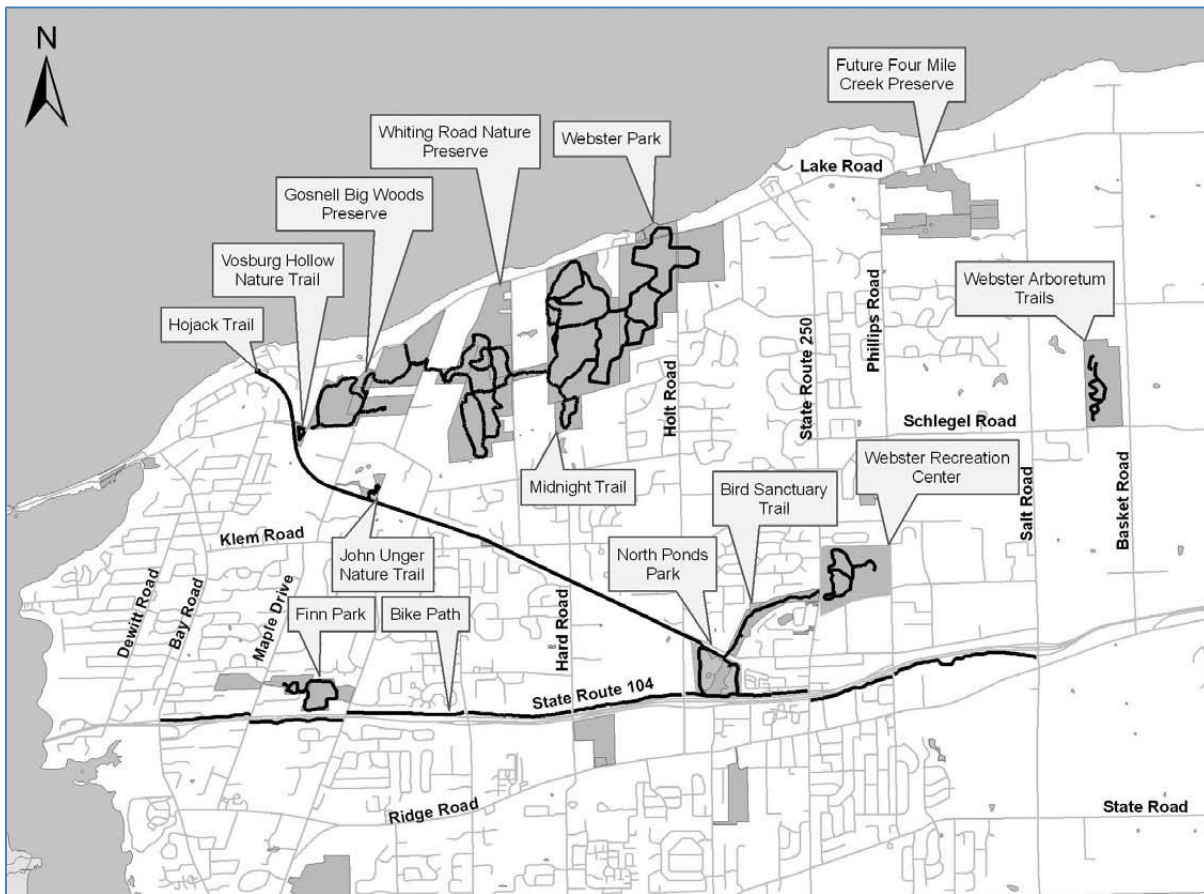 N
Future Four Mile
Creek Preserve
Whiting Road Nature
Preserve
Webster Park
Lake Road
Gosnell Big Woods
Preserve
Vosburg Hollow
Nature Trail
Webster Arboretum
Trails
Hojack Trail
Phillips Road
State Route 250
Holt Road
Schlegel Road
Midnight Trail
Bird Sanctuary
Trail
Webster Recreation
Center
Salt Road
Basket Road
Klem Road
John Unger
Nature Trail
North Ponds
Park
Dewitt Road
Bay Road
Maple Drive
Finn Park
Bike Path
Hard Road
State Route 104
Ridge Road
State Road